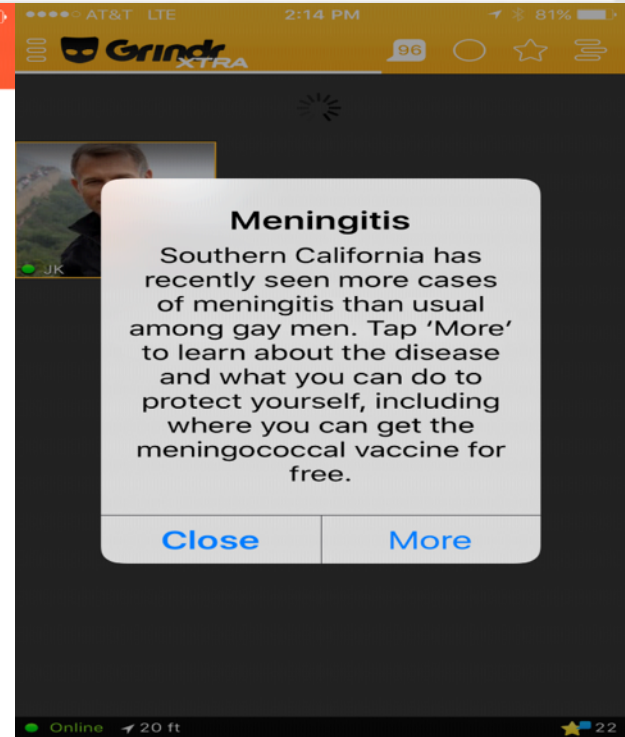 AT&T LTE 2:14 PM 81%
Grindr 96
XTRA
JK
Meningitis
Southern California has
recently seen more cases
of meningitis than usual
among gay men. Tap ‘More’
to learn about the disease
and what you can do to
protect yourself, including
where you can get the
meningococcal vaccine for
free.
Close More
Online 20 ft 22